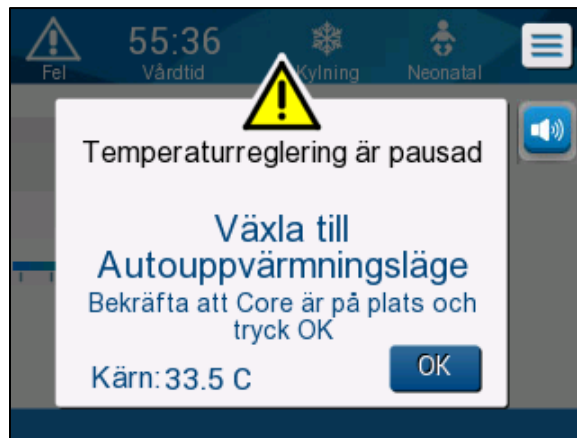 55:36
Fel Vårdtid Kylning Neonatal
Temperaturreglering är pausad
Växla till
Autouppvärmningsläge
Bekräfta att Core är på plats och
tryck OK
Kärn: 33.5 C OK